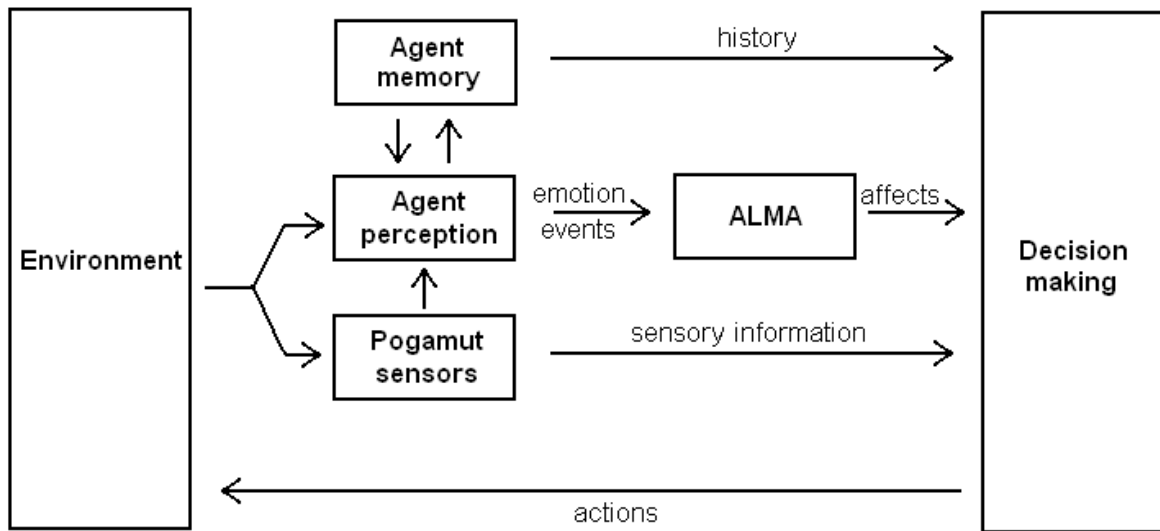 Agent
memory
history
Agent
perception
emotion
events
ALMA
affects
Environment
Decision
making
Pogamut
sensors
sensory information
actions